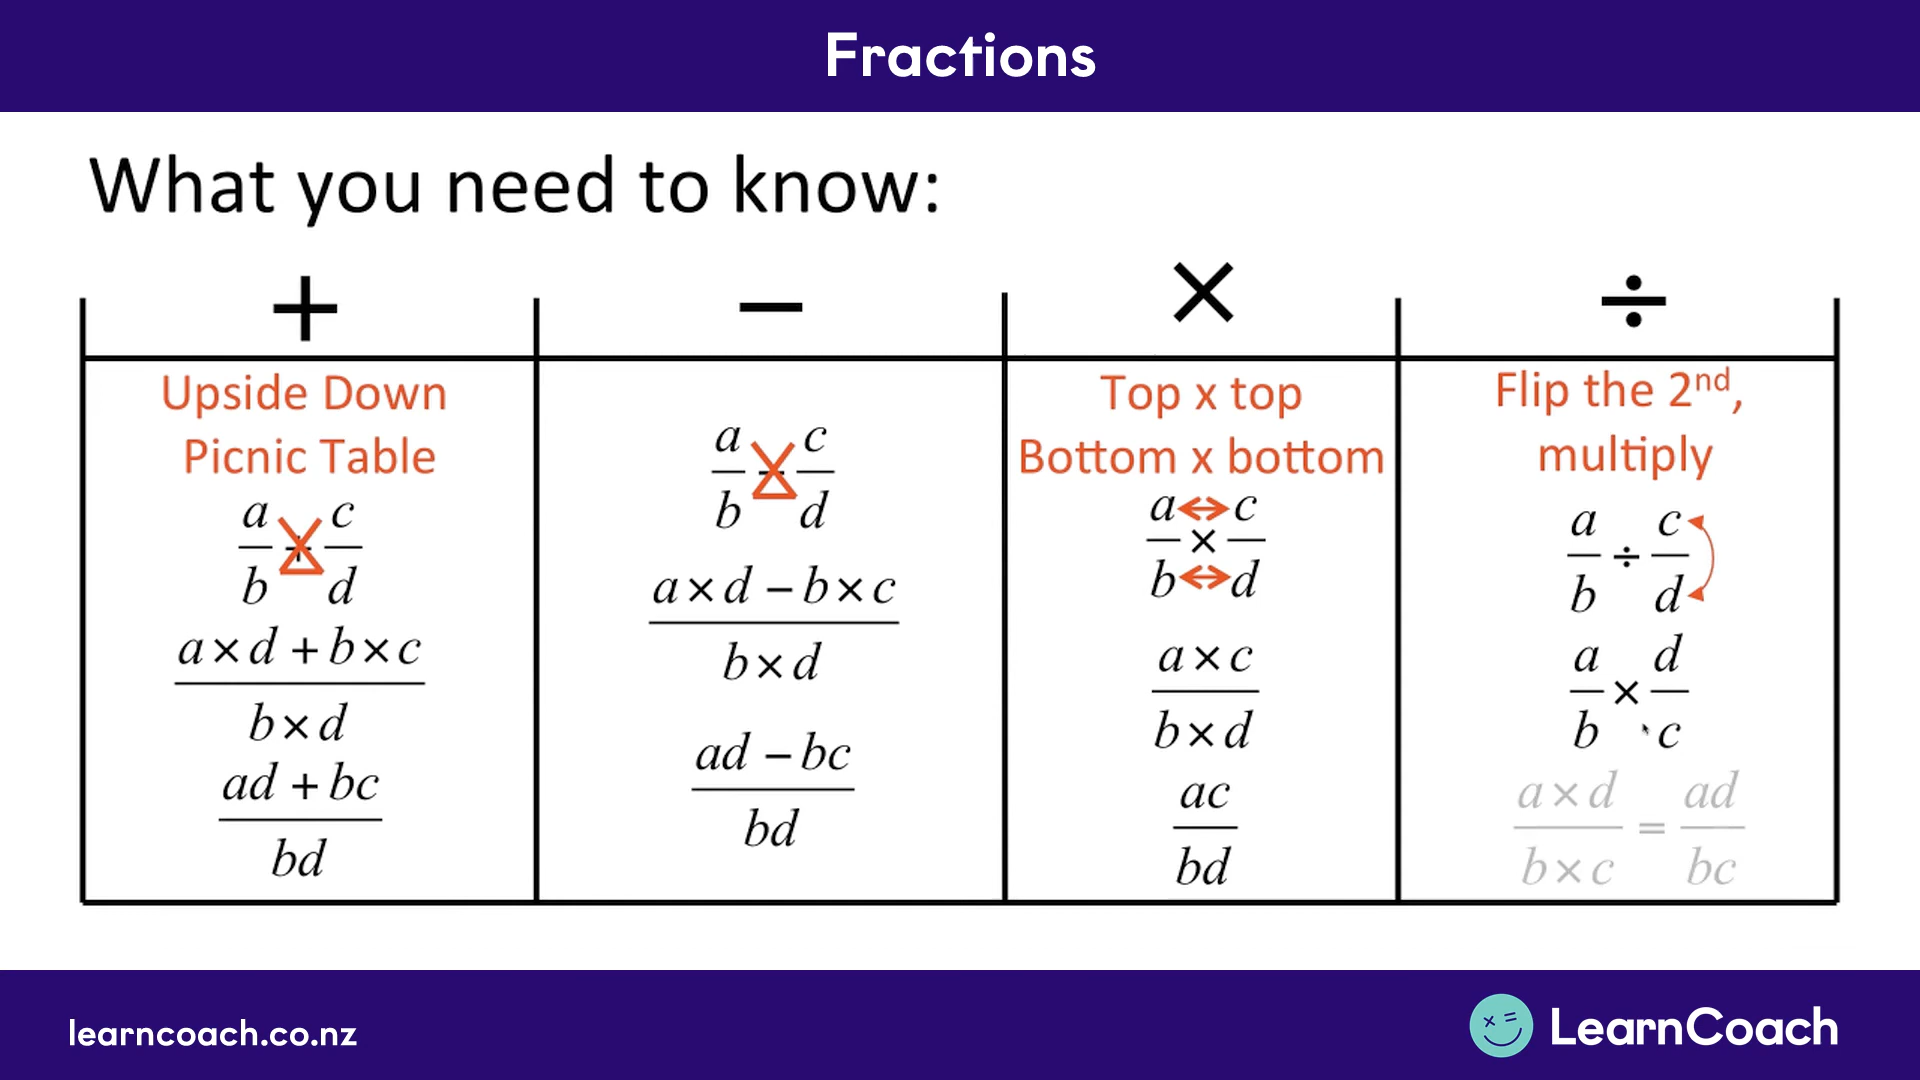 Fractions
What you need to know:
+ − × ÷
Upside Down
Picnic Table
a/b + c/d
(a × d + b × c)/(b × d)
(ad + bc)/bd
a/b − c/d
(a × d − b × c)/(b × d)
(ad − bc)/bd
Top x top
Bottom x bottom
a/b × c/d
(a × c)/(b × d)
ac/bd
Flip the 2nd,
multiply
a/b ÷ c/d
a/b × d/c
(a × d)/(b × c) = ad/bc
learncoach.co.nz
LearnCoach